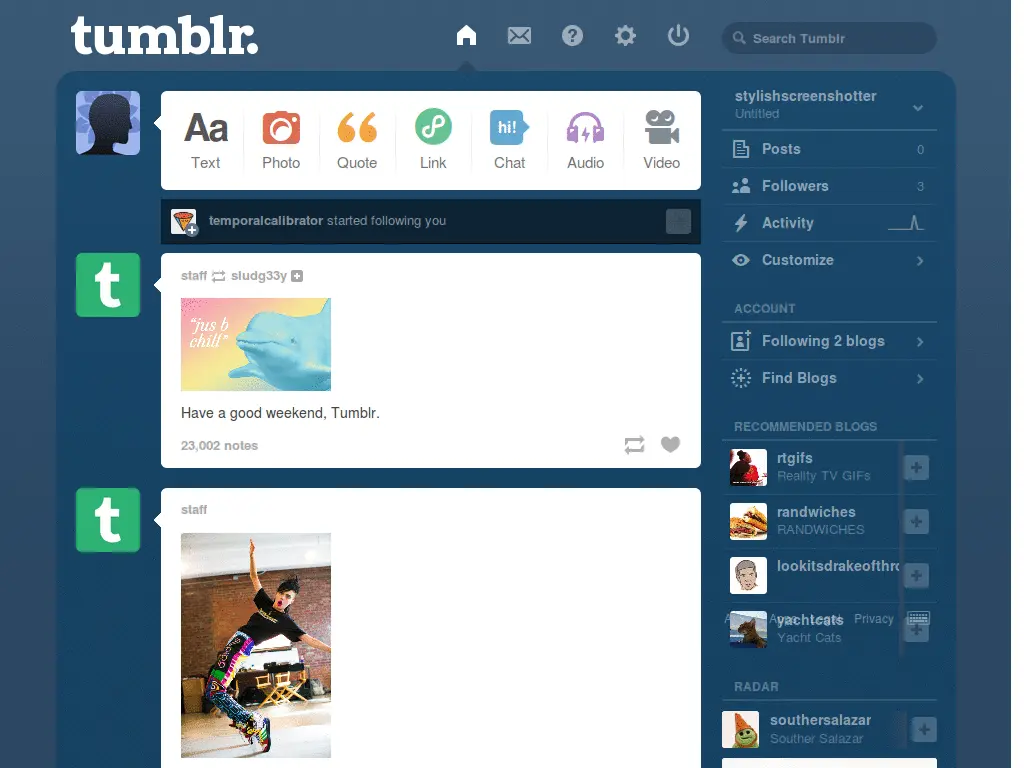 tumblr.
Search Tumblr
Aa
hi!
Text
Photo
Quote
Link
Chat
Audio
Video
temporalcalibrator started following you
t
staff sludg33y
"jus b
chill"
Have a good weekend, Tumblr.
23,002 notes
t
staff
stylishscreenshotter
Untitled
Posts 0
Followers 3
Activity
Customize
ACCOUNT
Following 2 blogs
Find Blogs
RECOMMENDED BLOGS
rtgifs
Reality TV GIFs
randwiches
RANDWICHES
lookitsdrakeofthro
yachtcats
Privacy
Yacht Cats
RADAR
southersalazar
Souther Salazar